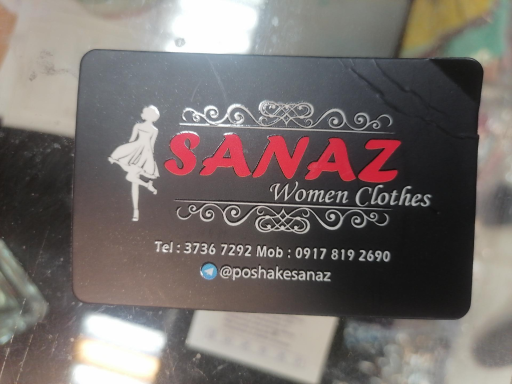 SANAZ
Women Clothes
Tel : 3736 7292 Mob : 0917 819 2690
@poshakesanaz